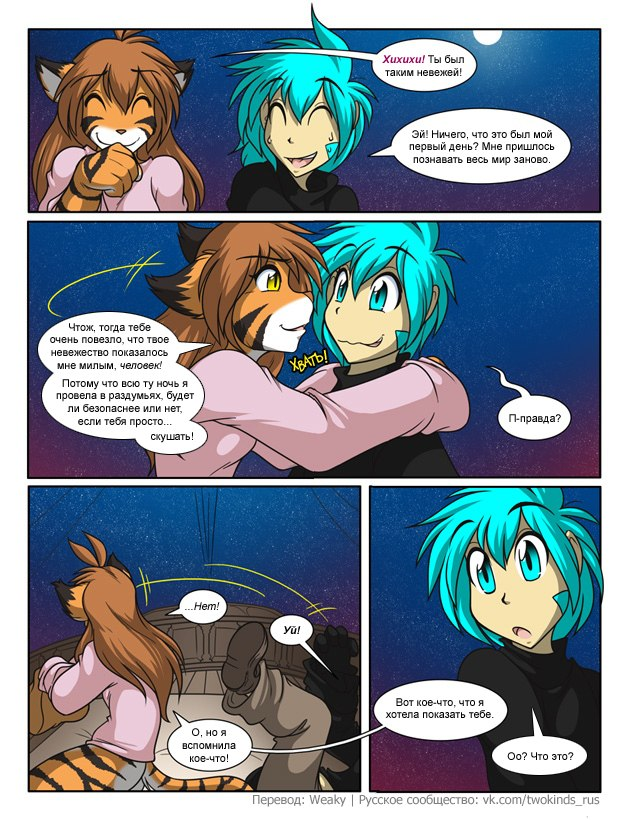 Хихихи! Ты был
таким невежей!
Эй! Ничего, что это был мой
первый день? Мне пришлось
познавать весь мир заново.
Чтож, тогда тебе
очень повезло, что твое
невежество показалось
мне милым, человек!
Потому что всю ту ночь я
провела в раздумьях, будет
ли безопаснее или нет,
если тебя просто...
скушать!
ХВАТЬ!
П-правда?
...Нет!
Уй!
О, но я
вспомнила
кое-что!
Вот кое-что, что я
хотела показать тебе.
Оо? Что это?
Перевод: Weaky | Русское сообщество: vk.com/twokinds_rus